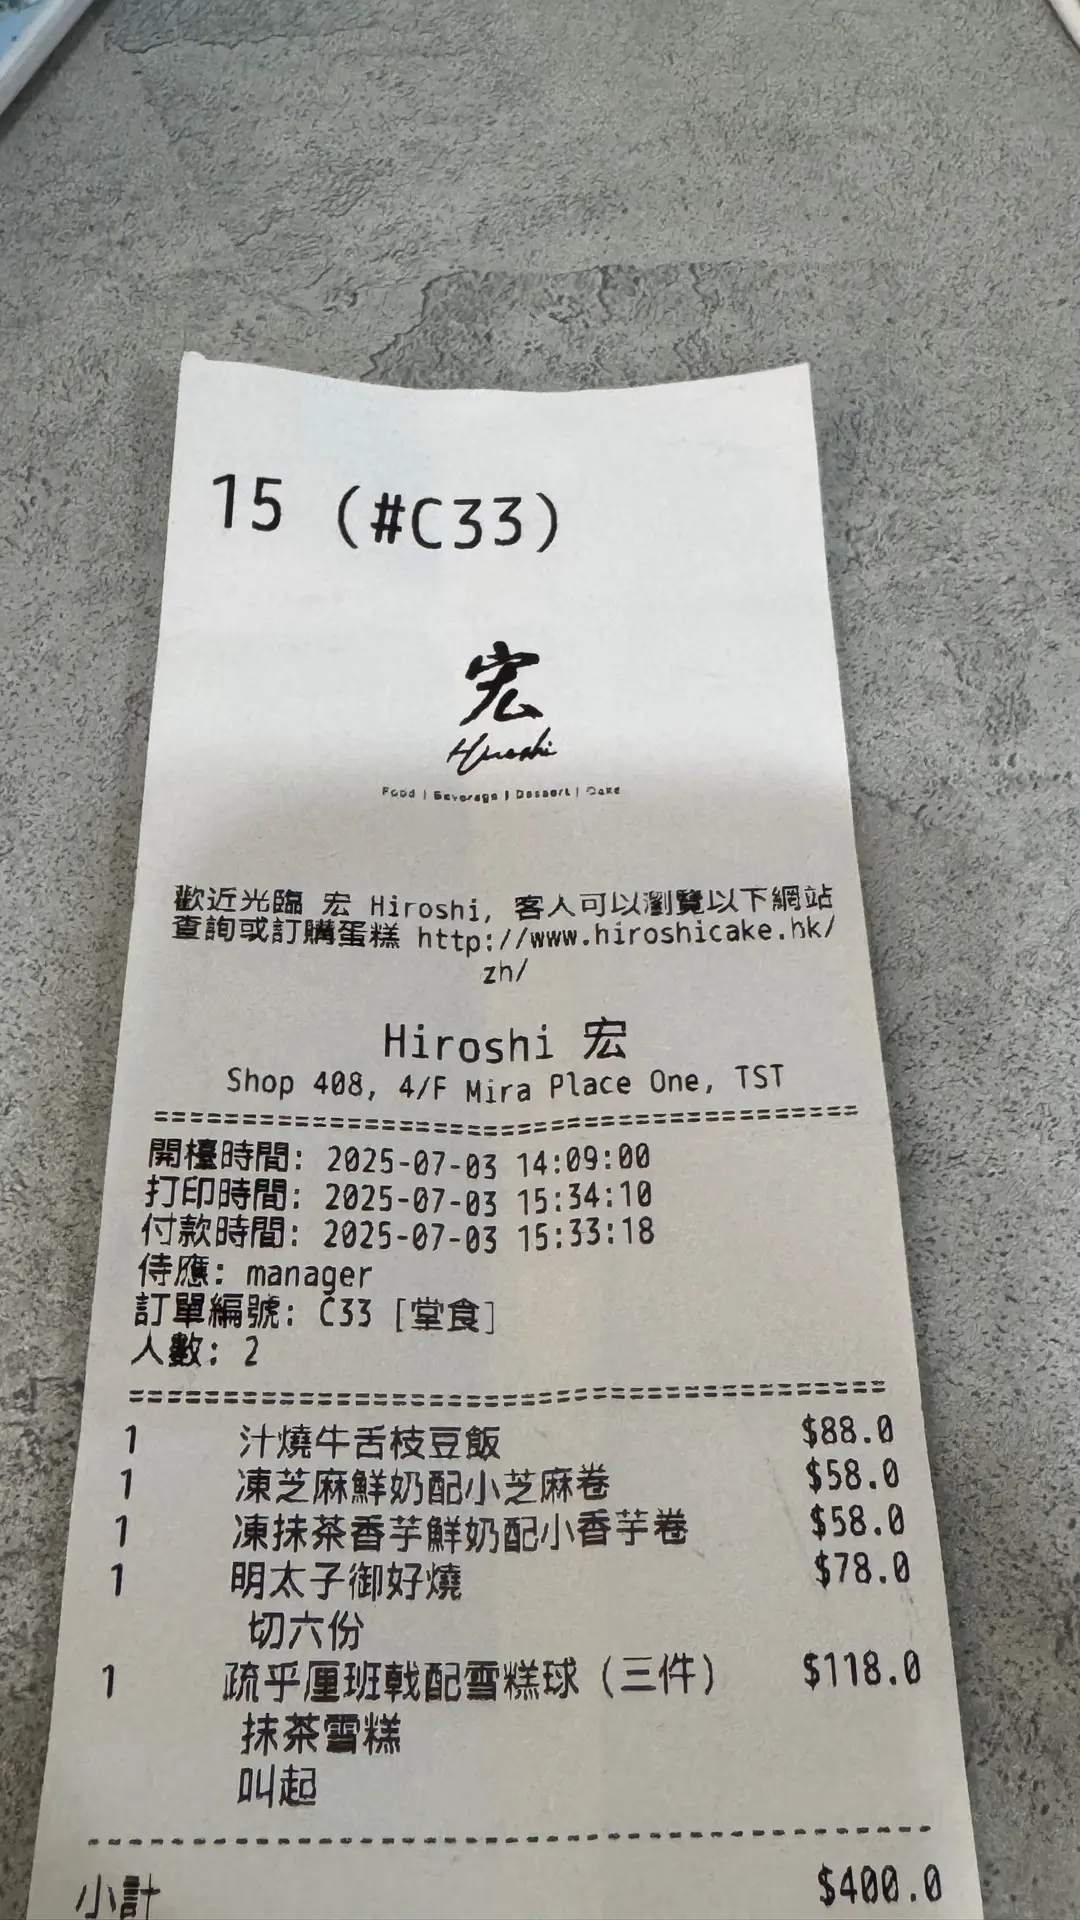 15 (#C33)
宏
Hiroshi
Food | Beverage | Dessert | Cake
歡近光臨 宏 Hiroshi, 客人可以瀏覽以下網站
查詢或訂購蛋糕 http://www.hiroshicake.hk/
zh/
Hiroshi 宏
Shop 408, 4/F Mira Place One, TST
開檯時間: 2025-07-03 14:09:00
打印時間: 2025-07-03 15:34:10
付款時間: 2025-07-03 15:33:18
侍應: manager
訂單編號: C33 [堂食]
人數: 2
1 汁燒牛舌枝豆飯 $88.0
1 凍芝麻鮮奶配小芝麻卷 $58.0
1 凍抹茶香芋鮮奶配小香芋卷 $58.0
1 明太子御好燒 $78.0
切六份
1 疏乎厘班戟配雪糕球 (三件) $118.0
抹茶雪糕
叫起
小計 $400.0